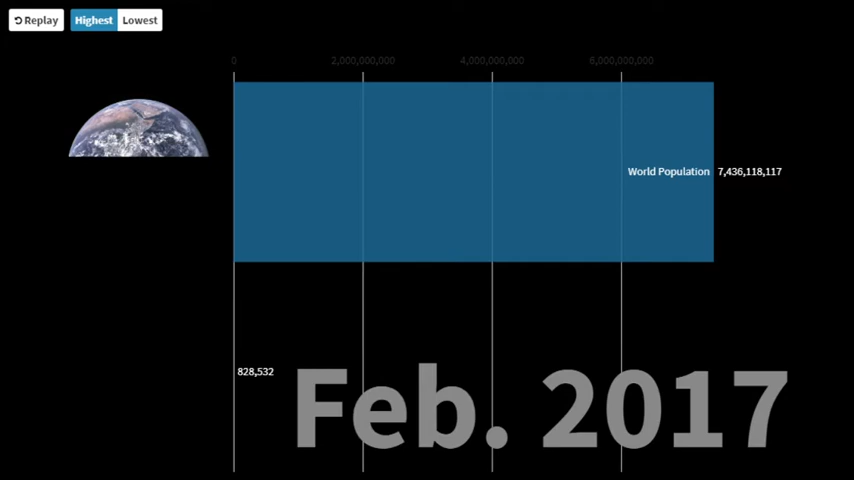 Replay Highest Lowest
0 2,000,000,000 4,000,000,000 6,000,000,000
World Population 7,436,118,117
828,532
Feb. 2017